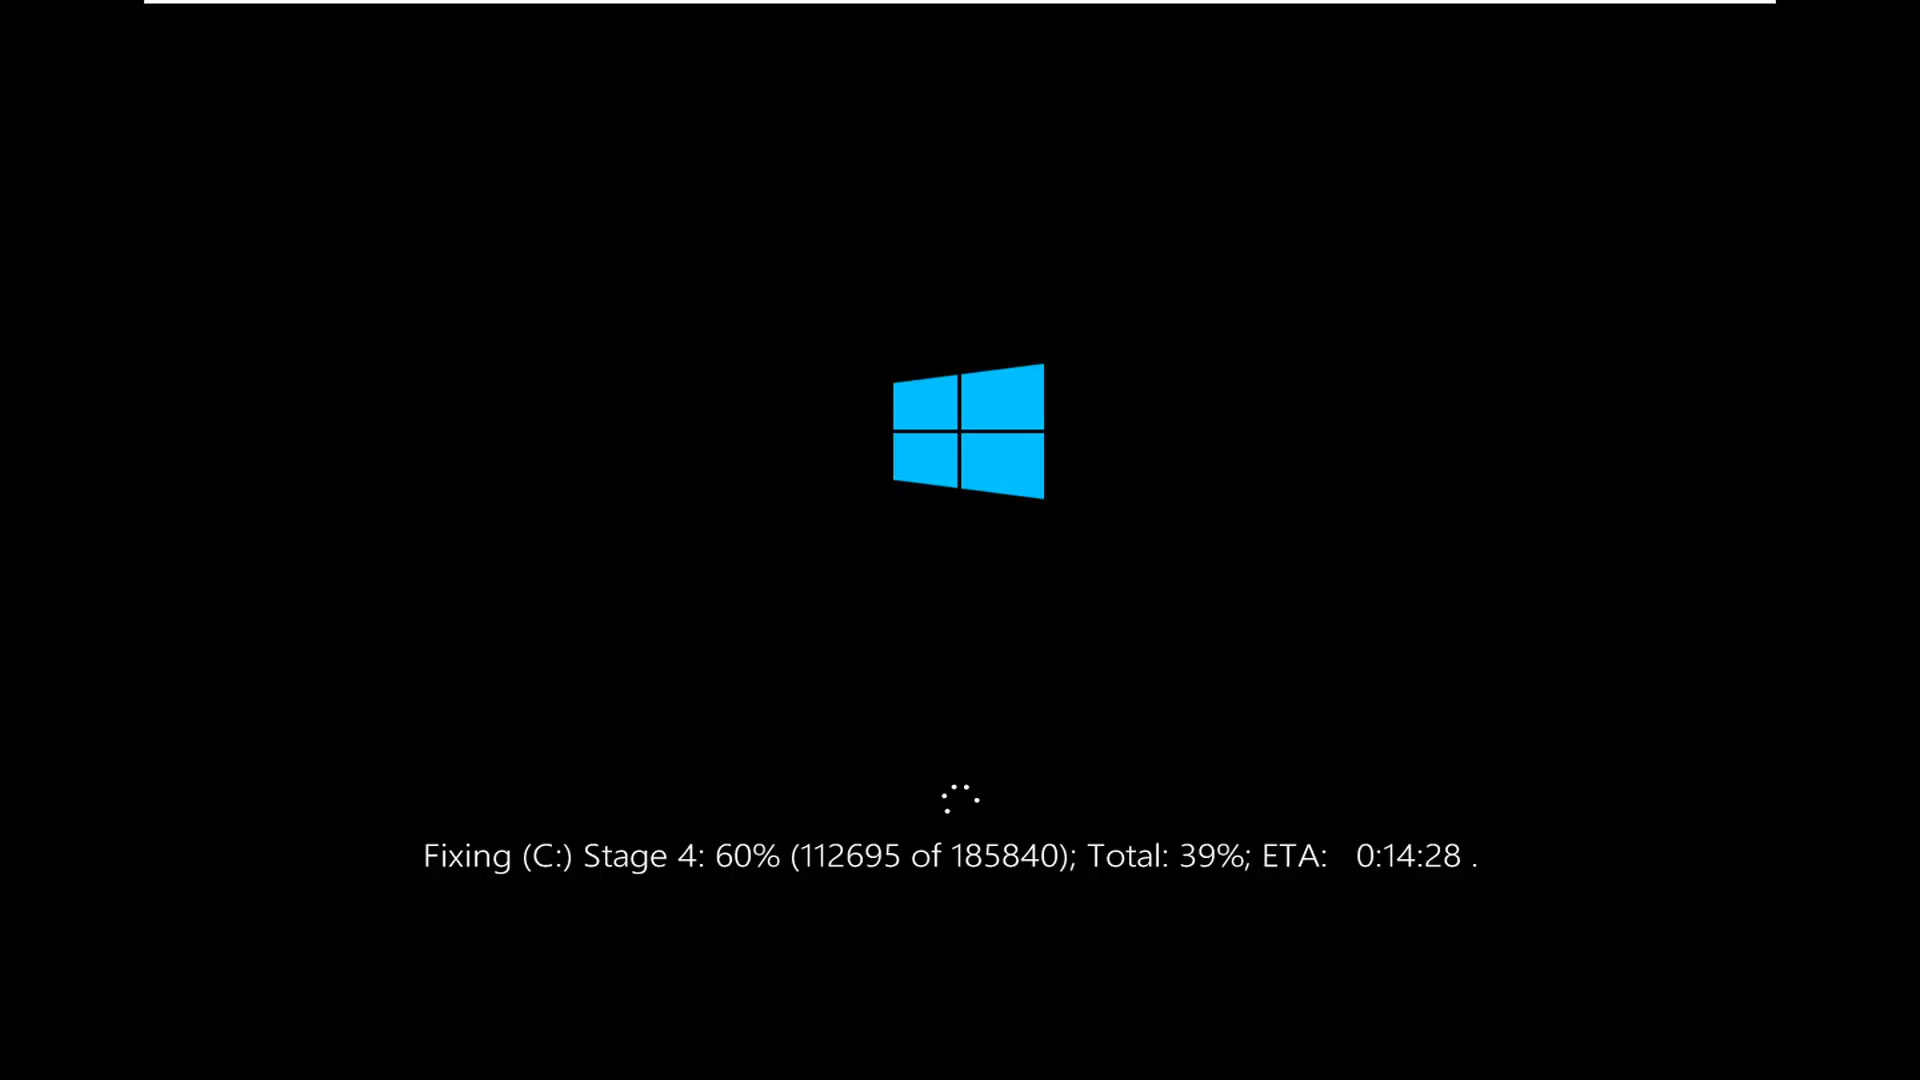 Fixing (C:) Stage 4: 60% (112695 of 185840); Total: 39%; ETA:   0:14:28 .